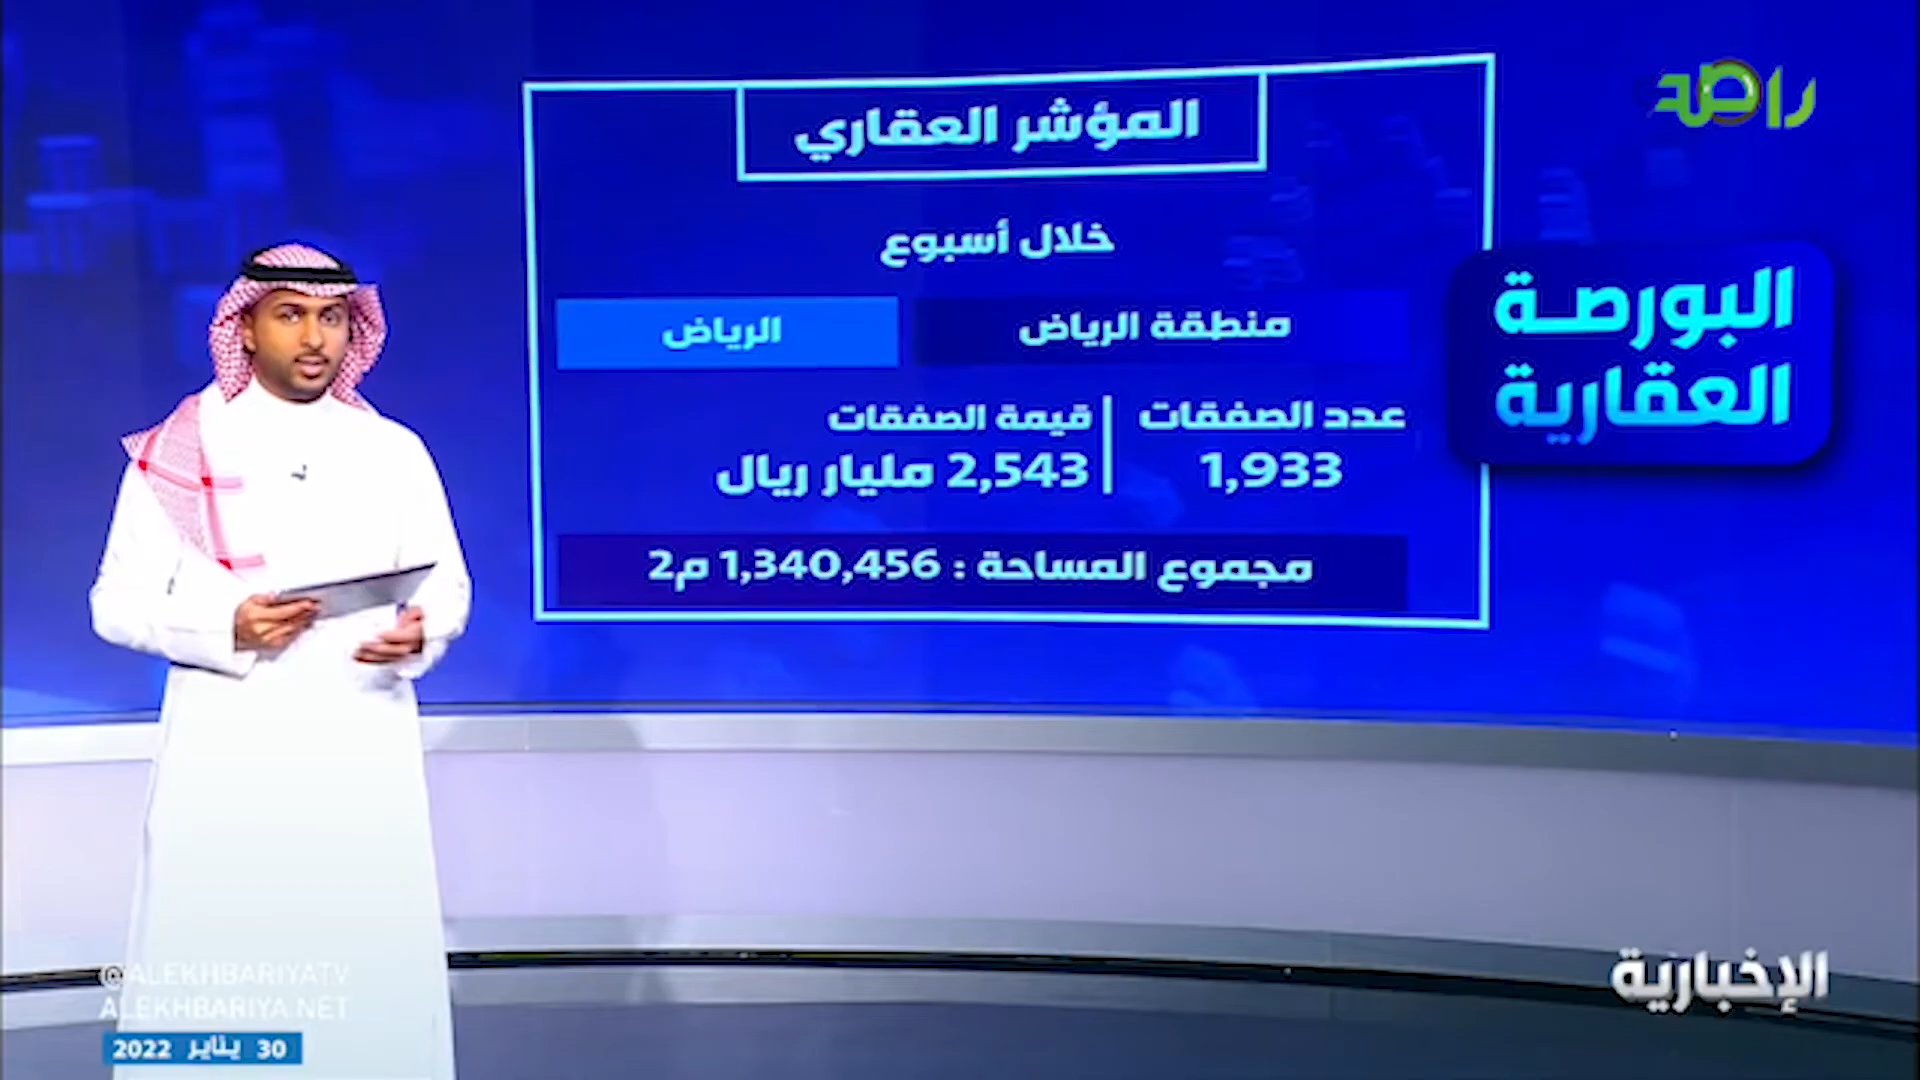 راصد
المؤشر العقاري
خلال أسبوع
منطقة الرياض
الرياض
عدد الصفقات
1,933
قيمة الصفقات
2,543 مليار ريال
مجموع المساحة : 1,340,456 م2
البورصة
العقارية
الإخبارية
@ALEKHBARIYATV
ALEKHBARIYA.NET
30 يناير 2022